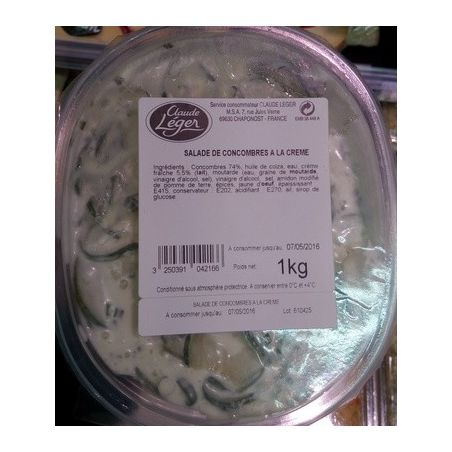 Claude
Léger
Service consommateur CLAUDE LEGER
M.S.A. 7, rue Jules Verne
69630 CHAPONOST - FRANCE
SALADE DE CONCOMBRES A LA CREME
Ingrédients : Concombres 74%, huile de colza, eau, crème
fraîche 5.5% (lait), moutarde (eau, graine de moutarde,
vinaigre d'alcool, sel), vinaigre d'alcool, sel, amidon modifié
de pomme de terre, épices, jaune d'oeuf, épaississant :
E415, conservateur : E202, acidifiant : E270, ail, sirop de
glucose
A consommer jusqu'au: 07/05/2016
3 250391 042166
Poids net: 1kg
Conditionné sous atmosphère protectrice. A conserver entre 0°C et +4°C
SALADE DE CONCOMBRES A LA CREME
A consommer jusqu'au: 07/05/2016 Lot: 610425